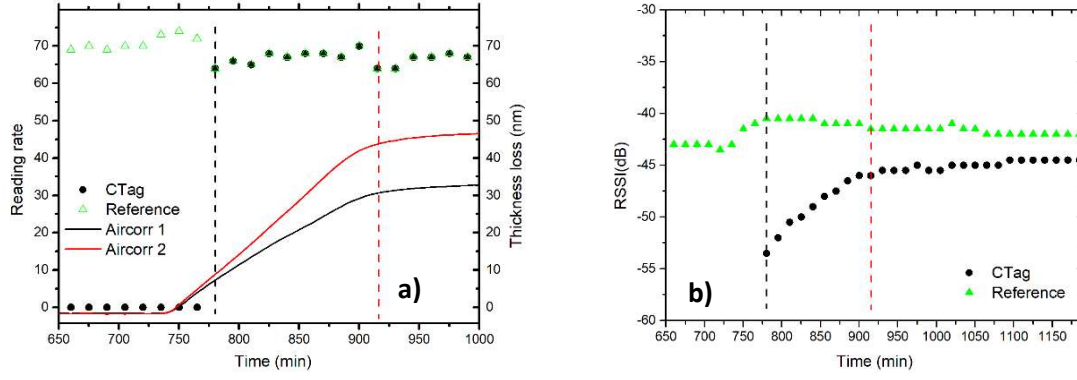 70
60
50
40
30
20
10
0
Reading rate
CTag
Reference
Aircorr 1
Aircorr 2
a)
70
60
50
40
30
20
10
0
Thickness loss (nm)
650 700 750 800 850 900 950 1000
Time (min)
-30
-35
-40
-45
-50
-55
-60
RSSI(dB)
b)
CTag
Reference
650 700 750 800 850 900 950 1000 1050 1100 1150
Time (min)